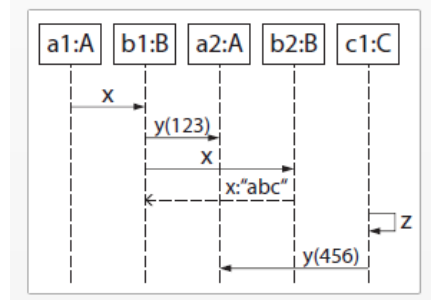 a1:A b1:B a2:A b2:B c1:C
x
y(123)
x
x:“abc“
z
y(456)